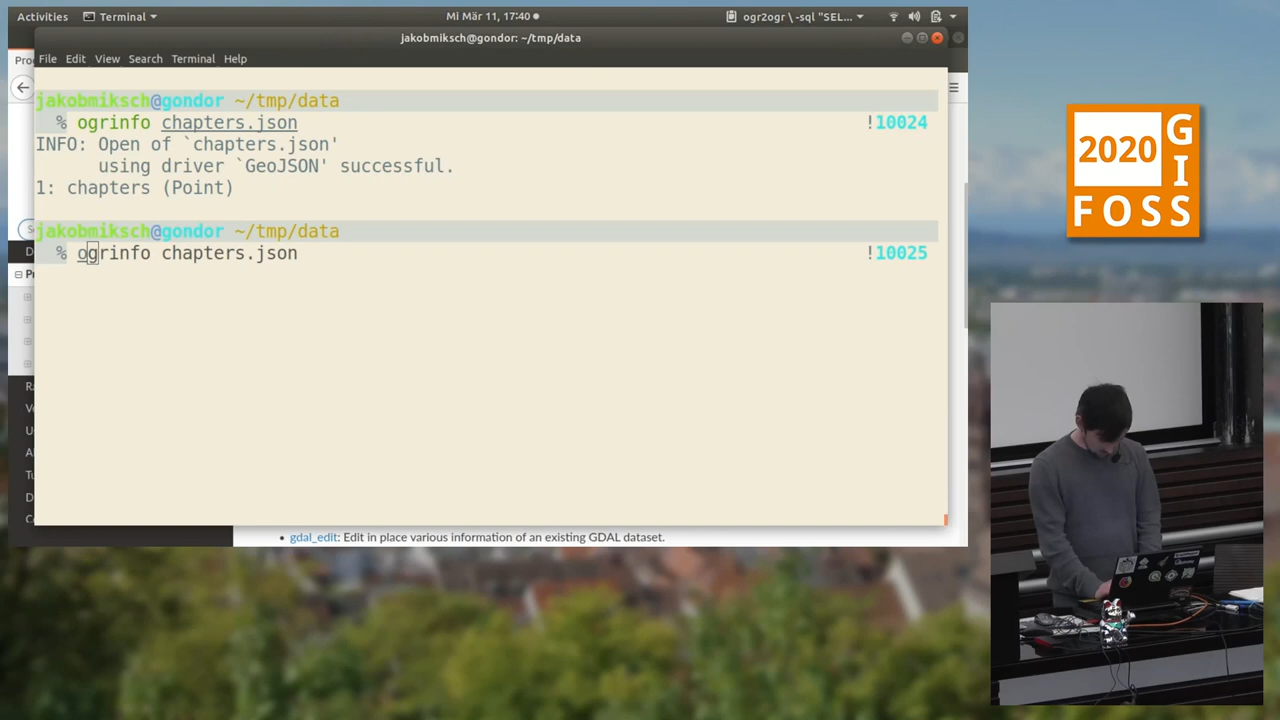 Activities
Terminal
Mi Mär 11, 17:40
ogr2ogr \ -sql "SEL...
jakobmiksch@gondor: ~/tmp/data
File Edit View Search Terminal Help
jakobmiksch@gondor ~/tmp/data
% ogrinfo chapters.json !10024
INFO: Open of `chapters.json'
using driver `GeoJSON' successful.
1: chapters (Point)
jakobmiksch@gondor ~/tmp/data
% ogrinfo chapters.json !10025
• gdal_edit: Edit in place various information of an existing GDAL dataset.
2020
FOSS
GIS